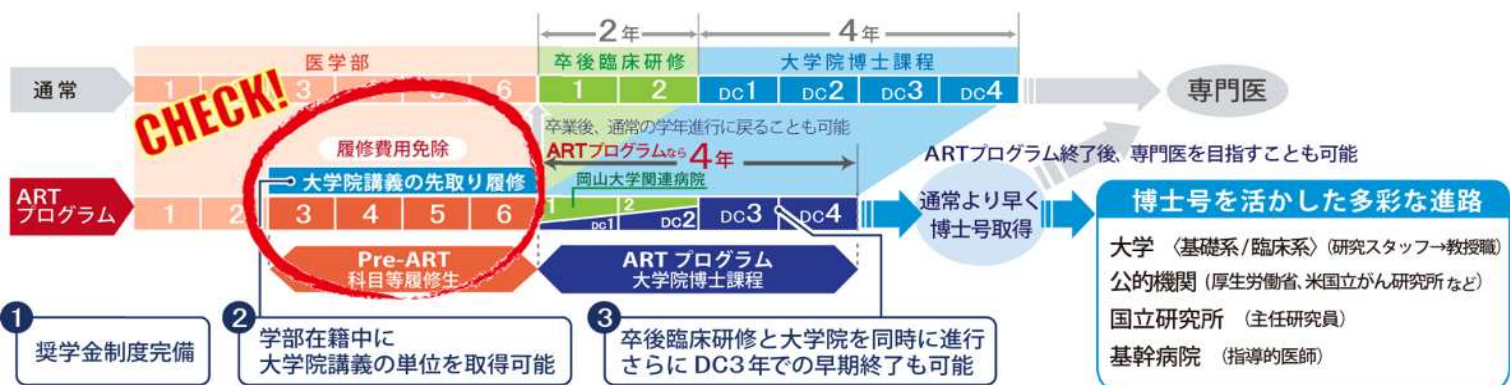 2年
4年
医学部
卒後臨床研修
大学院博士課程
通常
3
6
1
2
DC1
DC2
DC3
DC4
専門医
CHECK!
卒業後、通常の学年進行に戻ることも可能
履修費用免除
ARTプログラムなら4年
ARTプログラム終了後、専門医を目指すことも可能
大学院講義の先取り履修
岡山大学関連病院
ART
プログラム
1
2
3
4
5
6
1
2
DC1
DC2
DC3
DC4
通常より早く
博士号取得
Pre-ART
科目等履修生
ART プログラム
大学院博士課程
博士号を活かした多彩な進路
大学 〈基礎系/臨床系〉(研究スタッフ→教授職)
公的機関 (厚生労働省、米国立がん研究所 など)
国立研究所 (主任研究員)
基幹病院 (指導的医師)
1
奨学金制度完備
2
学部在籍中に
大学院講義の単位を取得可能
3
卒後臨床研修と大学院を同時に進行
さらに DC3年での早期終了も可能